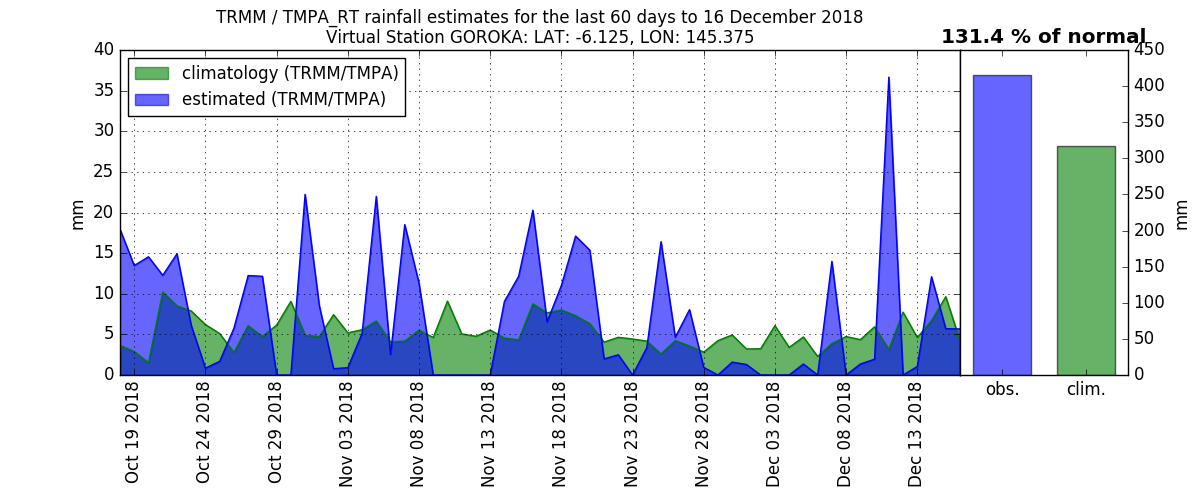 TRMM / TMPA_RT rainfall estimates for the last 60 days to 16 December 2018
Virtual Station GOROKA: LAT: -6.125, LON: 145.375
131.4 % of normal
climatology (TRMM/TMPA)
estimated (TRMM/TMPA)
40
35
30
25
20
15
10
5
0
mm
450
400
350
300
250
200
150
100
50
0
mm
Oct 19 2018
Oct 24 2018
Oct 29 2018
Nov 03 2018
Nov 08 2018
Nov 13 2018
Nov 18 2018
Nov 23 2018
Nov 28 2018
Dec 03 2018
Dec 08 2018
Dec 13 2018
obs.
clim.